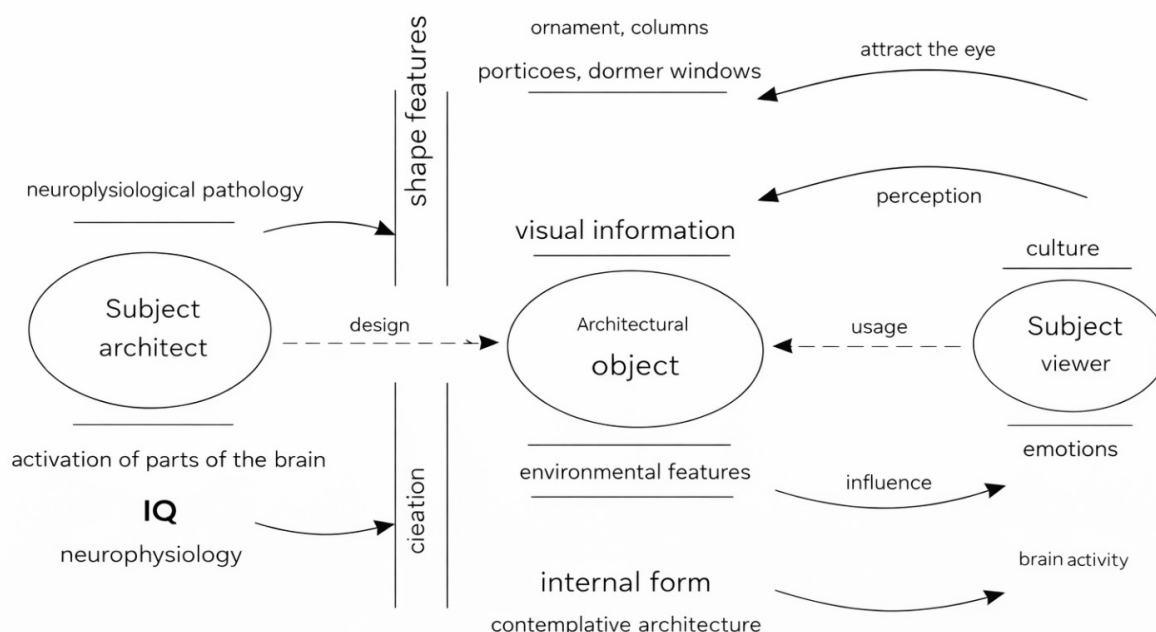 shape features
ornament, columns
porticoes, dormer windows
attract the eye
neuroplysiological pathology
perception
visual information
culture
Subject
architect
design
Architectural
object
usage
Subject
viewer
activation of parts of the brain
IQ
neurophysiology
cieation
environmental features
influence
emotions
internal form
contemplative architecture
brain activity